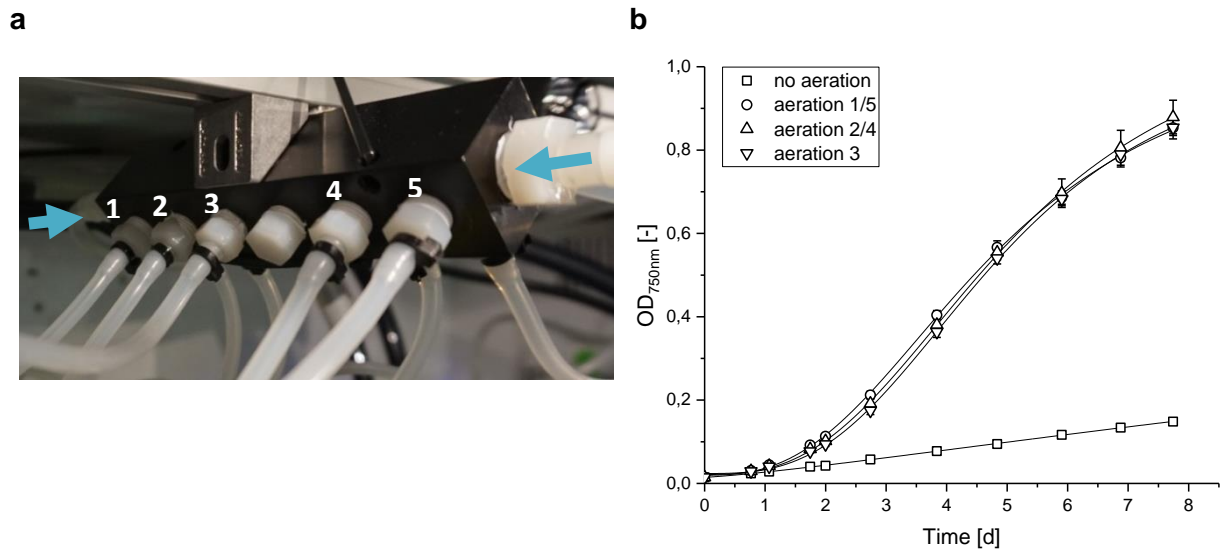 a
1 2 3 4 5
b
no aeration
aeration 1/5
aeration 2/4
aeration 3
1,0
0,8
0,6
0,4
0,2
0,0
OD750nm [-]
0 1 2 3 4 5 6 7 8
Time [d]